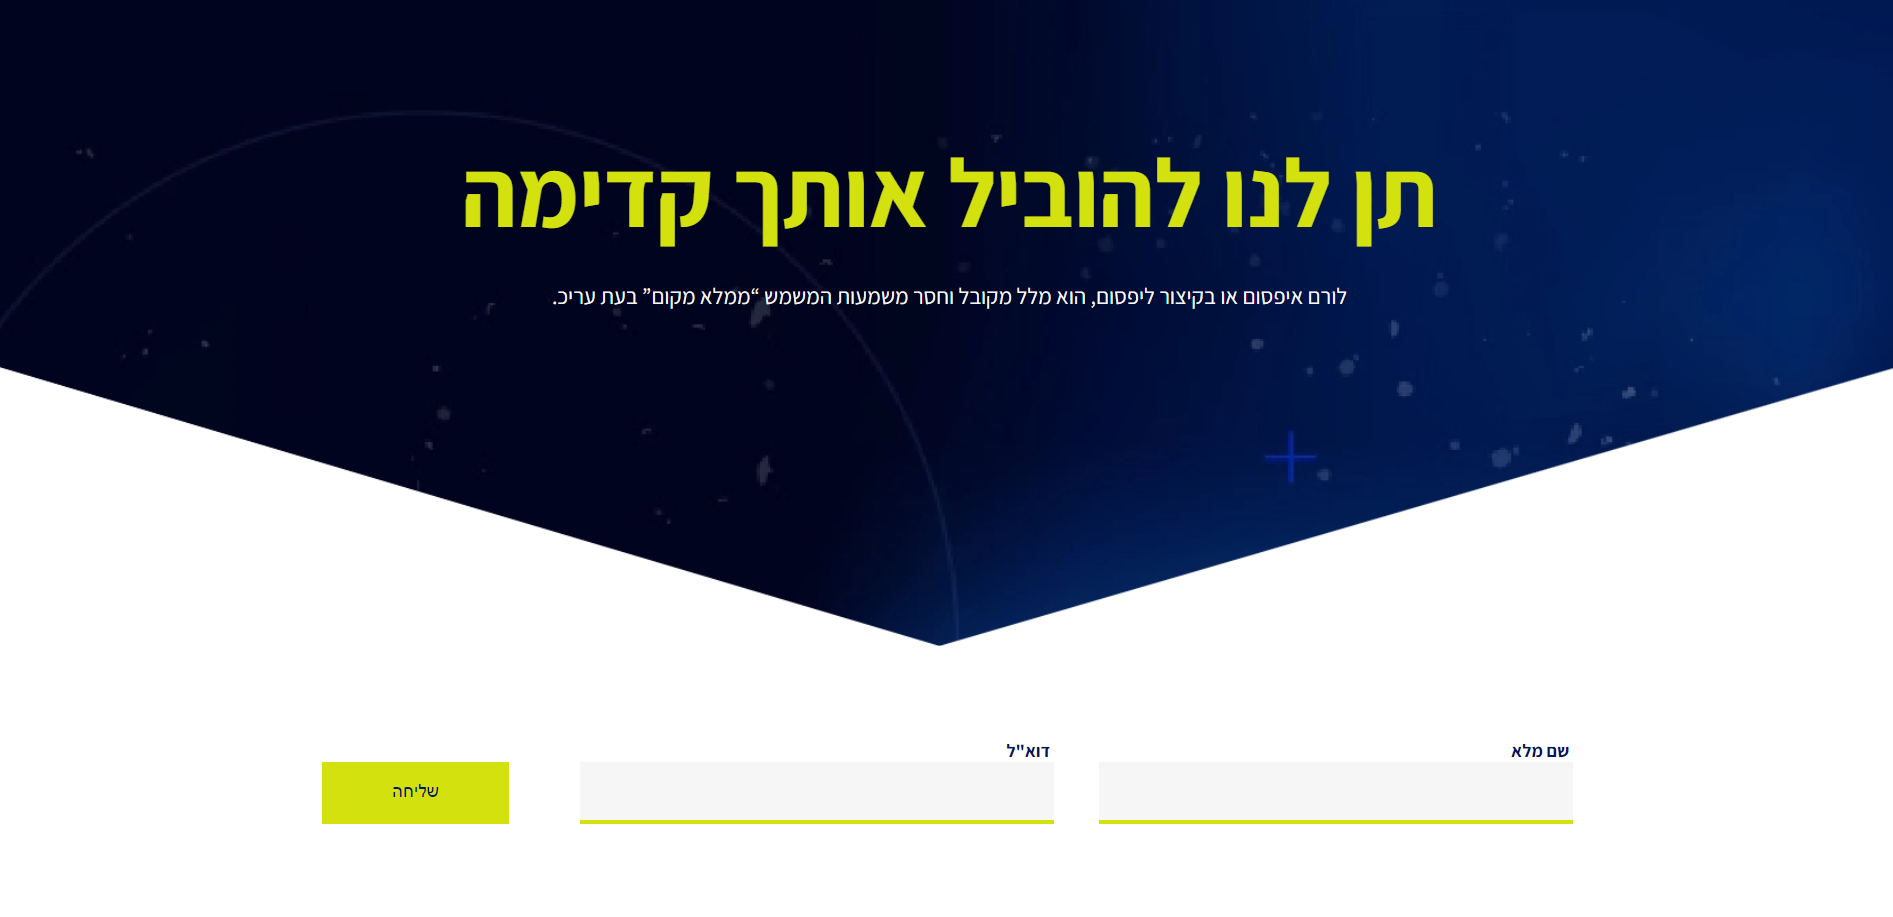 תן לנו להוביל אותך קדימה
לורם איפסום או בקיצור ליפסום, הוא מלל מקובל וחסר משמעות המשמש “ממלא מקום” בעת עריכ.
שם מלא
דוא"ל
שליחה